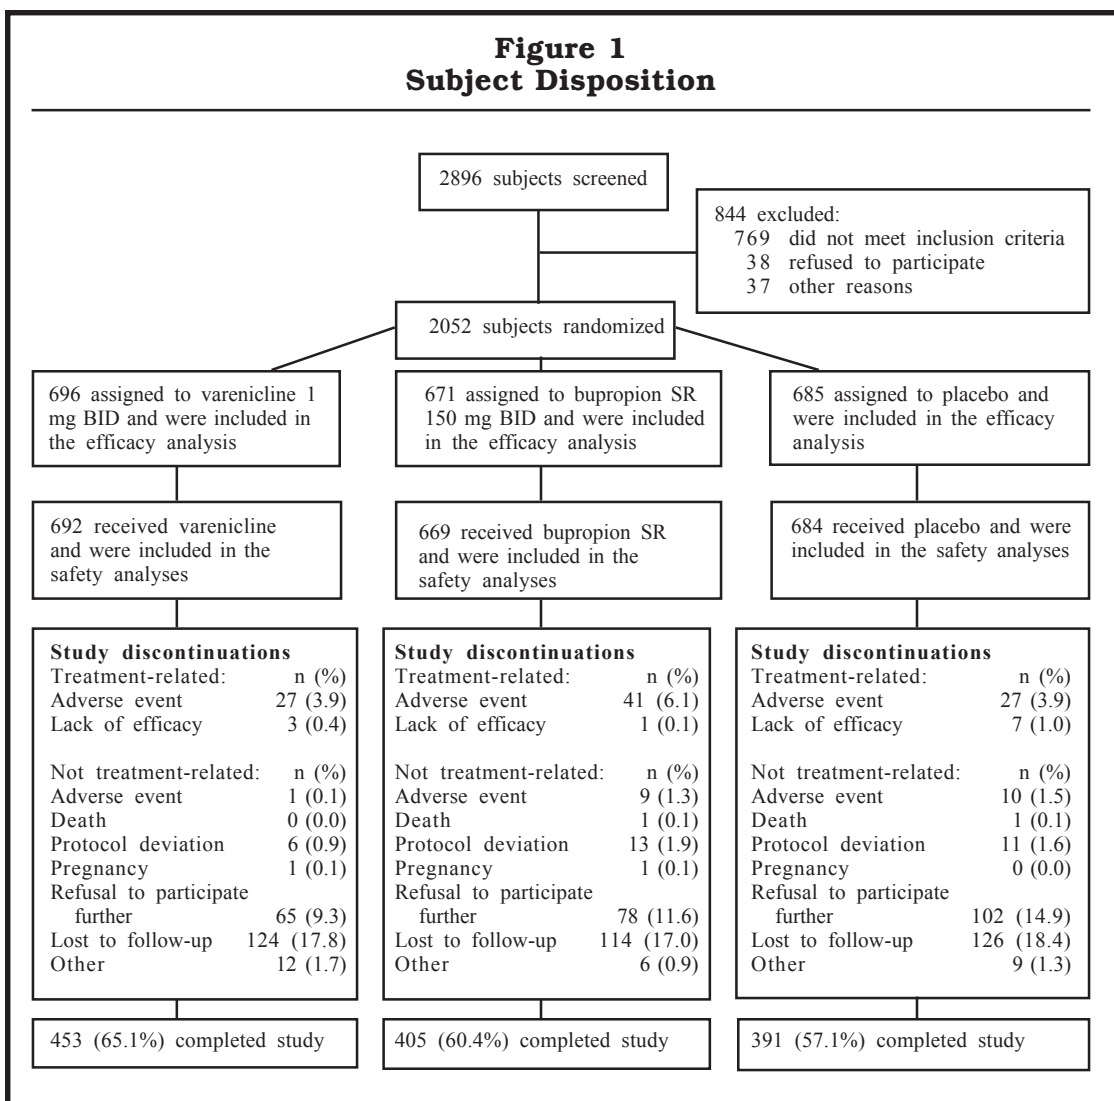 Figure 1
Subject Disposition
2896 subjects screened
844 excluded:
769 did not meet inclusion criteria
38 refused to participate
37 other reasons
2052 subjects randomized
696 assigned to varenicline 1
mg BID and were included in
the efficacy analysis
671 assigned to bupropion SR
150 mg BID and were included
in the efficacy analysis
685 assigned to placebo and
were included in the efficacy
analysis
692 received varenicline
and were included in the
safety analyses
669 received bupropion SR
and were included in the
safety analyses
684 received placebo and were
included in the safety analyses
Study discontinuations
Treatment-related: n (%)
Adverse event 27 (3.9)
Lack of efficacy 3 (0.4)
Not treatment-related: n (%)
Adverse event 1 (0.1)
Death 0 (0.0)
Protocol deviation 6 (0.9)
Pregnancy 1 (0.1)
Refusal to participate
further 65 (9.3)
Lost to follow-up 124 (17.8)
Other 12 (1.7)
Study discontinuations
Treatment-related: n (%)
Adverse event 41 (6.1)
Lack of efficacy 1 (0.1)
Not treatment-related: n (%)
Adverse event 9 (1.3)
Death 1 (0.1)
Protocol deviation 13 (1.9)
Pregnancy 1 (0.1)
Refusal to participate
further 78 (11.6)
Lost to follow-up 114 (17.0)
Other 6 (0.9)
Study discontinuations
Treatment-related: n (%)
Adverse event 27 (3.9)
Lack of efficacy 7 (1.0)
Not treatment-related: n (%)
Adverse event 10 (1.5)
Death 1 (0.1)
Protocol deviation 11 (1.6)
Pregnancy 0 (0.0)
Refusal to participate
further 102 (14.9)
Lost to follow-up 126 (18.4)
Other 9 (1.3)
453 (65.1%) completed study
405 (60.4%) completed study
391 (57.1%) completed study